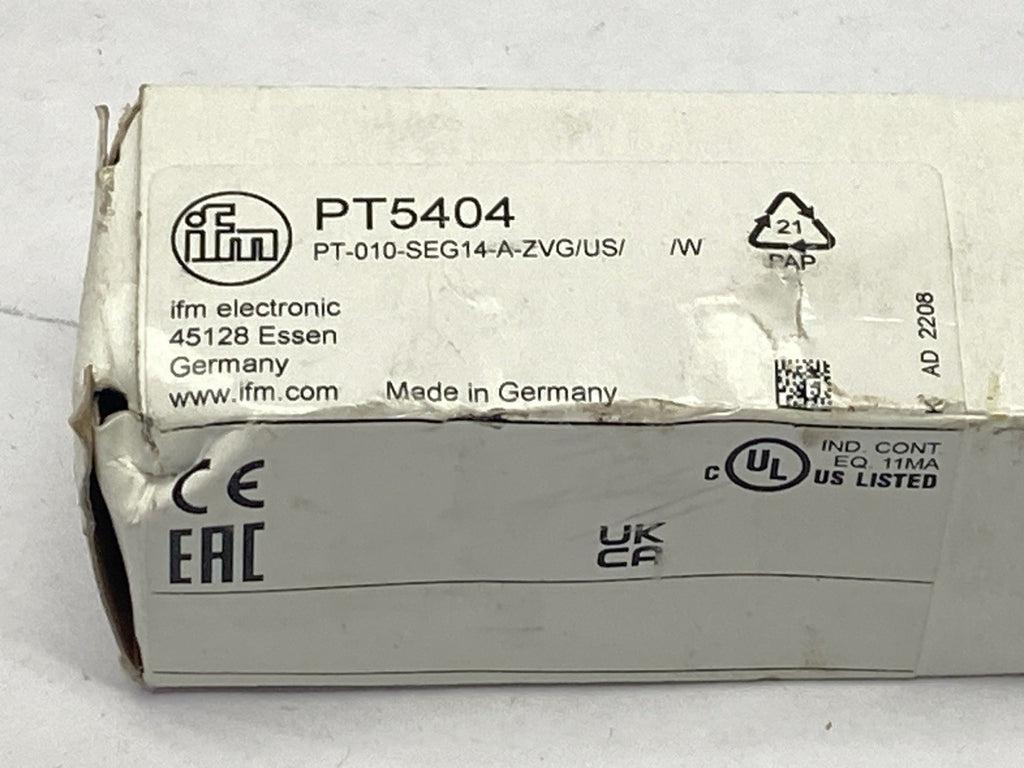 ifm
PT5404
PT-010-SEG14-A-ZVG/US/ /W
21
PAP
ifm electronic
45128 Essen
Germany
www.ifm.com
Made in Germany
K AD 2208
CE
EAC
UK
CA
C UL US LISTED
IND. CONT
EQ. 11MA